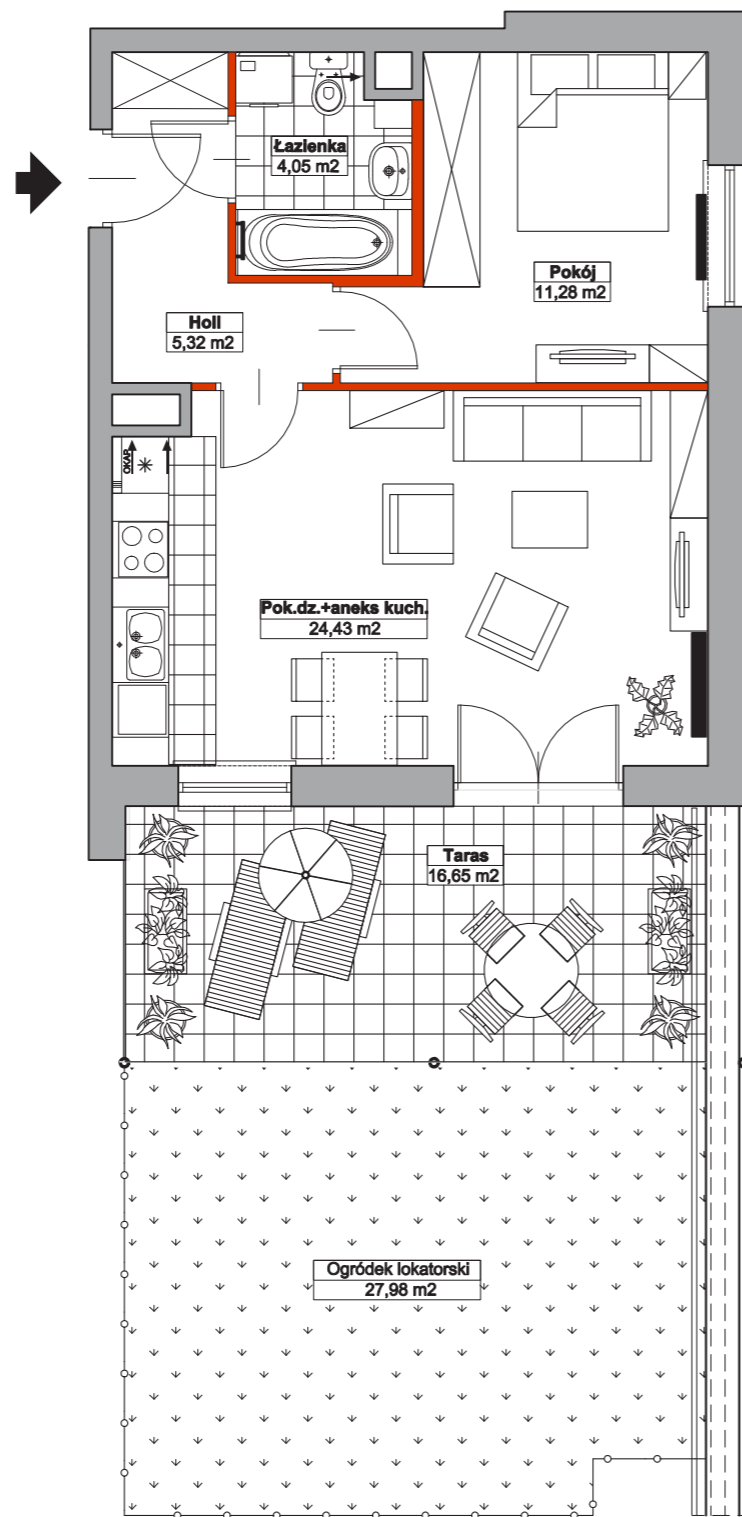 Łazienka
4,05 m2
Pokój
11,28 m2
Holl
5,32 m2
OKAP
Pok.dz.+aneks kuch.
24,43 m2
Taras
16,65 m2
Ogródek lokatorski
27,98 m2